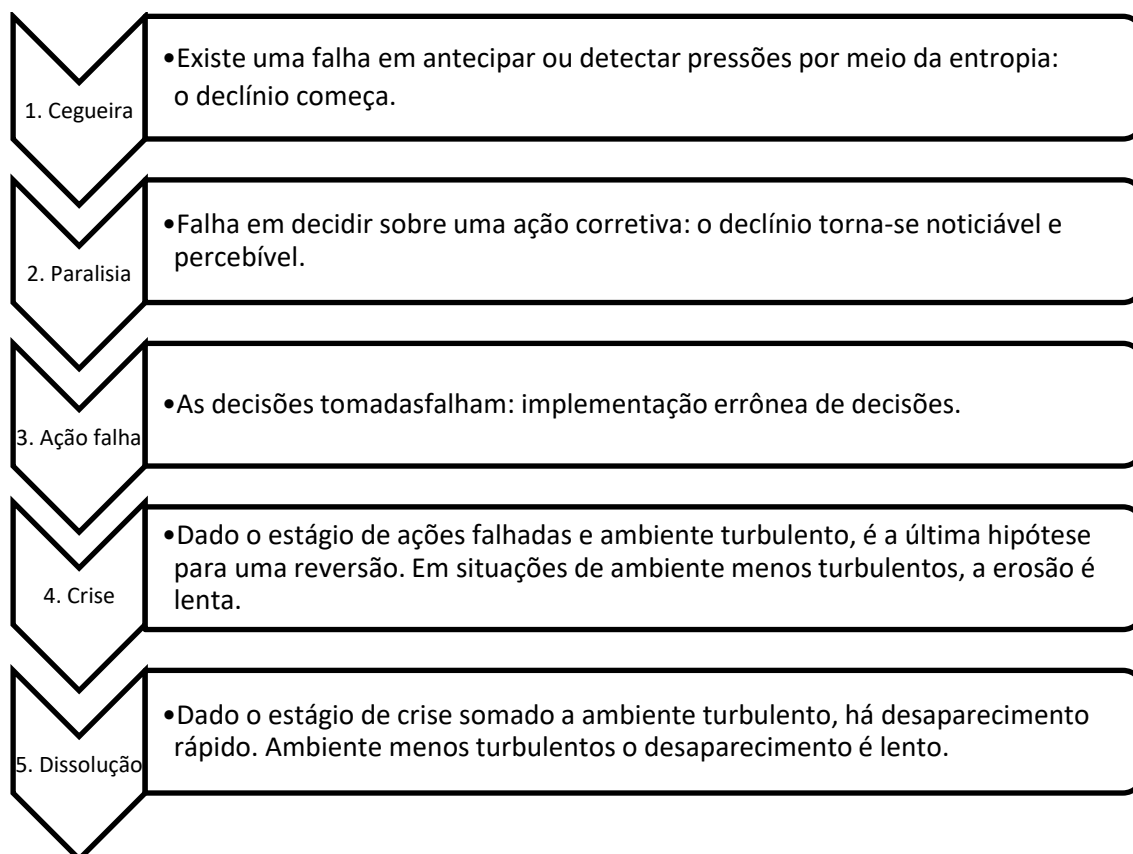 1. Cegueira
•Existe uma falha em antecipar ou detectar pressões por meio da entropia:
o declínio começa.
2. Paralisia
•Falha em decidir sobre uma ação corretiva: o declínio torna-se noticiável e
percebível.
3. Ação falha
•As decisões tomadasfalham: implementação errônea de decisões.
4. Crise
•Dado o estágio de ações falhadas e ambiente turbulento, é a última hipótese
para uma reversão. Em situações de ambiente menos turbulentos, a erosão é
lenta.
5. Dissolução
•Dado o estágio de crise somado a ambiente turbulento, há desaparecimento
rápido. Ambiente menos turbulentos o desaparecimento é lento.